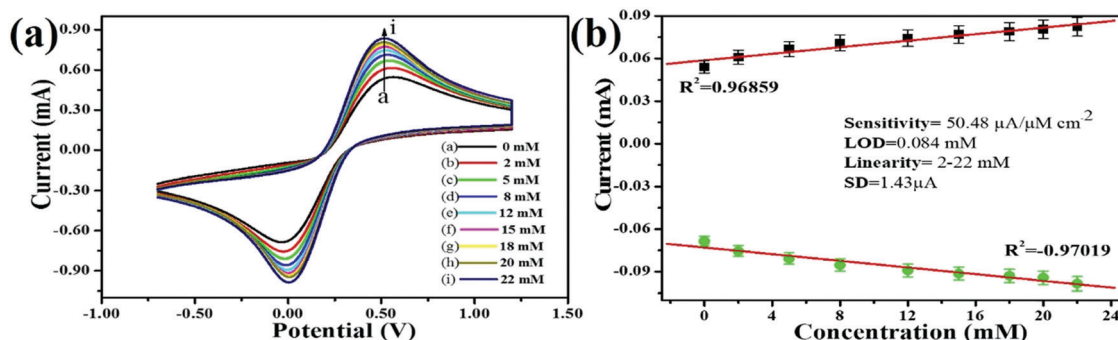 (a)
Current (mA)
0.90
0.60
0.30
0.00
-0.30
-0.60
-0.90
i
a
(a) 0 mM
(b) 2 mM
(c) 5 mM
(d) 8 mM
(e) 12 mM
(f) 15 mM
(g) 18 mM
(h) 20 mM
(i) 22 mM
-1.00 -0.50 0.00 0.50 1.00 1.50
Potential (V)
(b)
Current (mA)
0.09
0.06
0.03
0.00
-0.03
-0.06
-0.09
R²=0.96859
Sensitivity= 50.48 µA/µM cm⁻²
LOD=0.084 mM
Linearity= 2-22 mM
SD=1.43µA
R²=-0.97019
0 4 8 12 16 20 24
Concentration (mM)